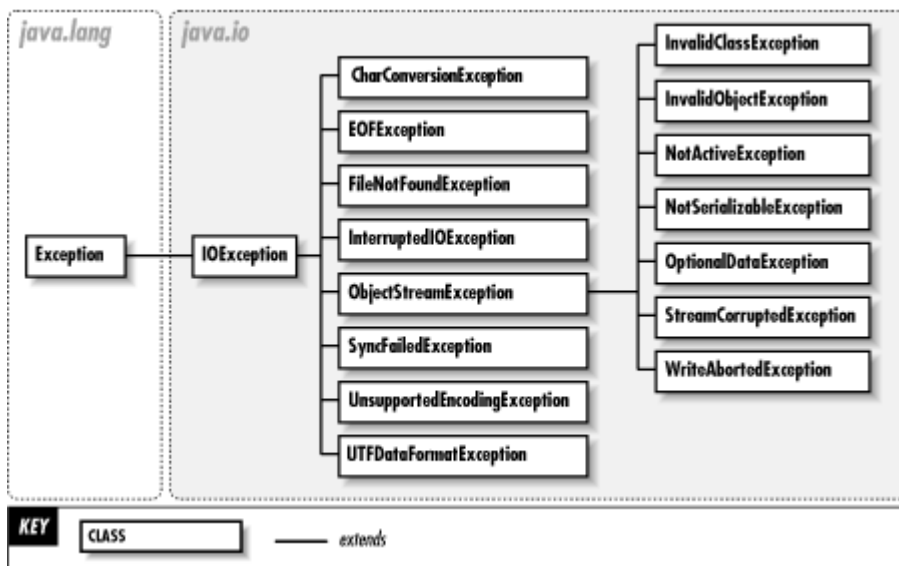 java.lang
java.io
Exception
IOException
CharConversionException
EOFException
FileNotFoundException
InterruptedIOException
ObjectStreamException
SyncFailedException
UnsupportedEncodingException
UTFDataFormatException
InvalidClassException
InvalidObjectException
NotActiveException
NotSerializableException
OptionalDataException
StreamCorruptedException
WriteAbortedException
KEY
CLASS
extends